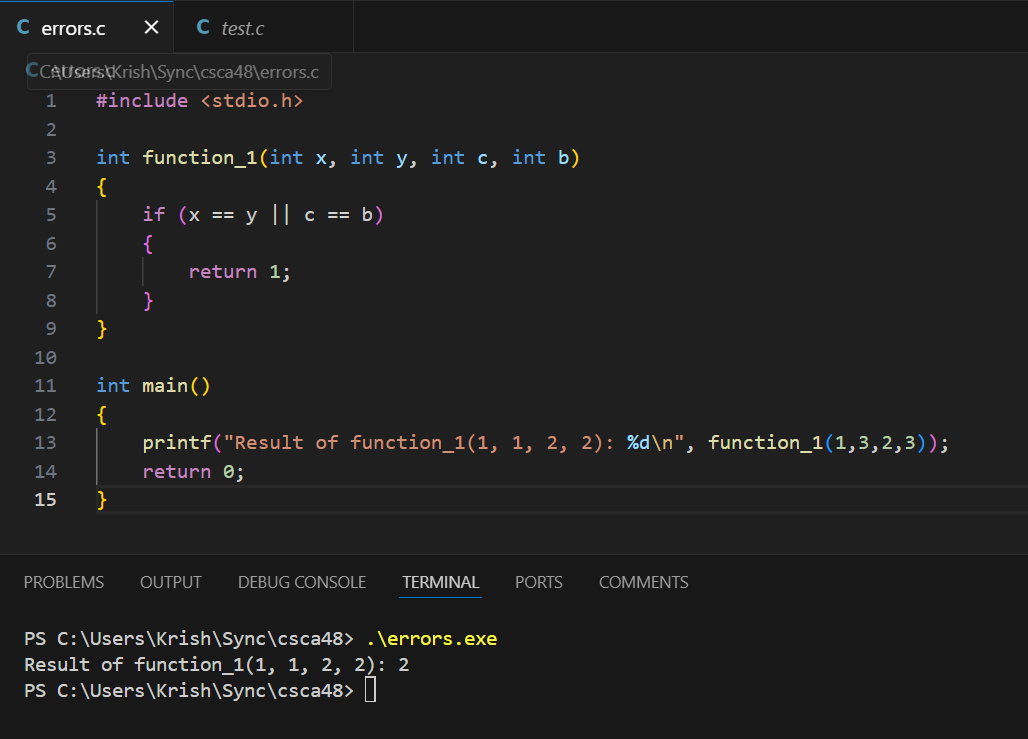 C errors.c × C test.c
C:\Users\Krish\Sync\csca48\errors.c
1 #include <stdio.h>
2
3 int function_1(int x, int y, int c, int b)
4 {
5     if (x == y || c == b)
6     {
7         return 1;
8     }
9 }
10
11 int main()
12 {
13     printf("Result of function_1(1, 1, 2, 2): %d\n", function_1(1,3,2,3));
14     return 0;
15 }
PROBLEMS OUTPUT DEBUG CONSOLE TERMINAL PORTS COMMENTS
PS C:\Users\Krish\Sync\csca48> .\errors.exe
Result of function_1(1, 1, 2, 2): 2
PS C:\Users\Krish\Sync\csca48>